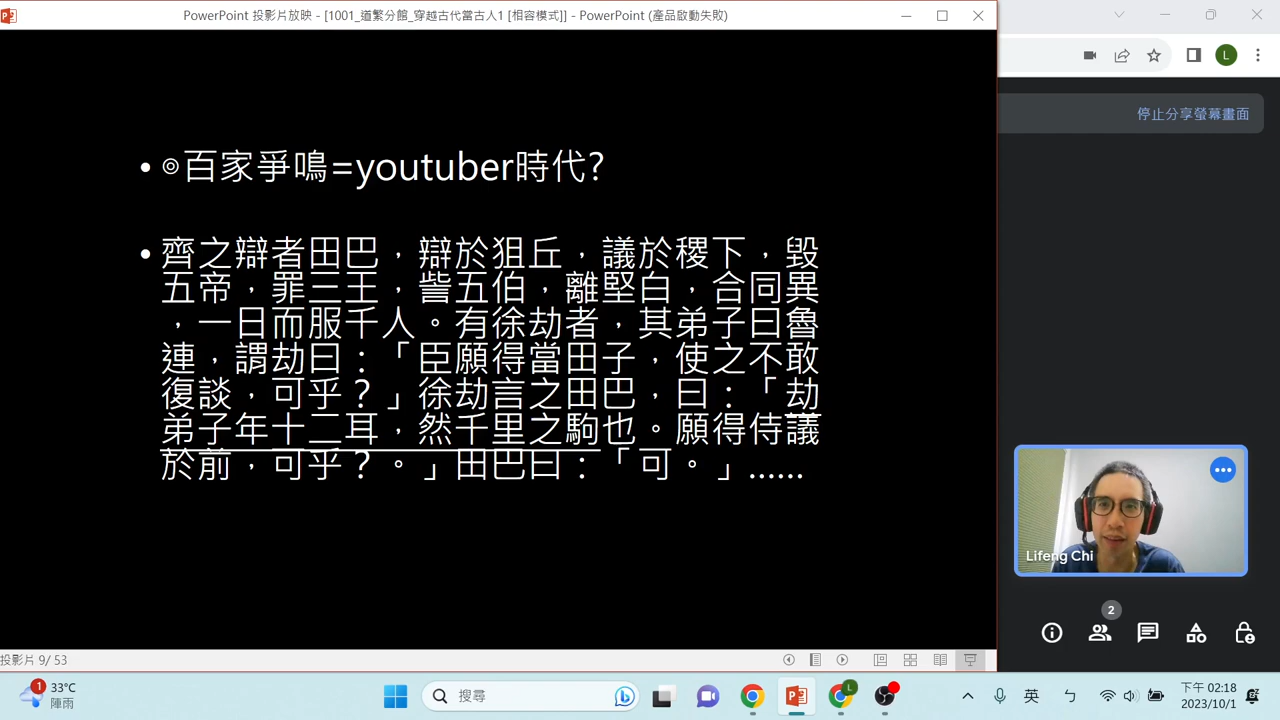 PowerPoint 投影片放映 - [1001_道繁分館_穿越古代當古人1 [相容模式]] - PowerPoint (產品啟動失敗)
停止分享螢幕畫面
L
• ◎百家爭鳴=youtuber時代?
• 齊之辯者田巴，辯於狙丘，議於稷下，毀
五帝，罪三王，訾五伯，離堅白，合同異
，一日而服千人。有徐劫者，其弟子曰魯
連，謂劫曰：「臣願得當田子，使之不敢
復談，可乎？」徐劫言之田巴，曰：「劫
弟子年十二耳，然千里之駒也。願得侍議
於前，可乎？。」田巴曰：「可。」……
Lifeng Chi
2
投影片 9/ 53
1
33°C
陣雨
搜尋
L
英
ㄅ
下午 02:18
2023/10/1